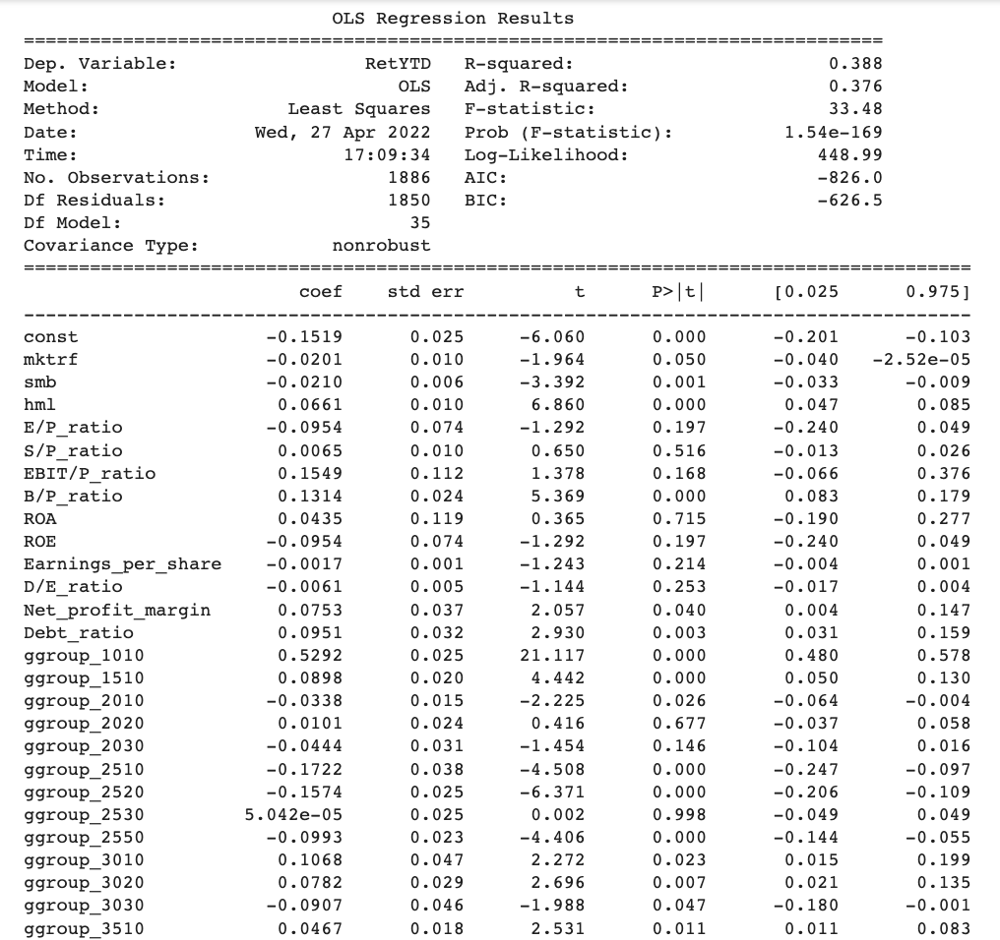 OLS Regression Results
==============================================================================
Dep. Variable: RetYTD R-squared: 0.388
Model: OLS Adj. R-squared: 0.376
Method: Least Squares F-statistic: 33.48
Date: Wed, 27 Apr 2022 Prob (F-statistic): 1.54e-169
Time: 17:09:34 Log-Likelihood: 448.99
No. Observations: 1886 AIC: -826.0
Df Residuals: 1850 BIC: -626.5
Df Model: 35
Covariance Type: nonrobust
======================================================================================
coef std err t P>|t| [0.025 0.975]
--------------------------------------------------------------------------------------
const -0.1519 0.025 -6.060 0.000 -0.201 -0.103
mktrf -0.0201 0.010 -1.964 0.050 -0.040 -2.52e-05
smb -0.0210 0.006 -3.392 0.001 -0.033 -0.009
hml 0.0661 0.010 6.860 0.000 0.047 0.085
E/P_ratio -0.0954 0.074 -1.292 0.197 -0.240 0.049
S/P_ratio 0.0065 0.010 0.650 0.516 -0.013 0.026
EBIT/P_ratio 0.1549 0.112 1.378 0.168 -0.066 0.376
B/P_ratio 0.1314 0.024 5.369 0.000 0.083 0.179
ROA 0.0435 0.119 0.365 0.715 -0.190 0.277
ROE -0.0954 0.074 -1.292 0.197 -0.240 0.049
Earnings_per_share -0.0017 0.001 -1.243 0.214 -0.004 0.001
D/E_ratio -0.0061 0.005 -1.144 0.253 -0.017 0.004
Net_profit_margin 0.0753 0.037 2.057 0.040 0.004 0.147
Debt_ratio 0.0951 0.032 2.930 0.003 0.031 0.159
ggroup_1010 0.5292 0.025 21.117 0.000 0.480 0.578
ggroup_1510 0.0898 0.020 4.442 0.000 0.050 0.130
ggroup_2010 -0.0338 0.015 -2.225 0.026 -0.064 -0.004
ggroup_2020 0.0101 0.024 0.416 0.677 -0.037 0.058
ggroup_2030 -0.0444 0.031 -1.454 0.146 -0.104 0.016
ggroup_2510 -0.1722 0.038 -4.508 0.000 -0.247 -0.097
ggroup_2520 -0.1574 0.025 -6.371 0.000 -0.206 -0.109
ggroup_2530 5.042e-05 0.025 0.002 0.998 -0.049 0.049
ggroup_2550 -0.0993 0.023 -4.406 0.000 -0.144 -0.055
ggroup_3010 0.1068 0.047 2.272 0.023 0.015 0.199
ggroup_3020 0.0782 0.029 2.696 0.007 0.021 0.135
ggroup_3030 -0.0907 0.046 -1.988 0.047 -0.180 -0.001
ggroup_3510 0.0467 0.018 2.531 0.011 0.011 0.083